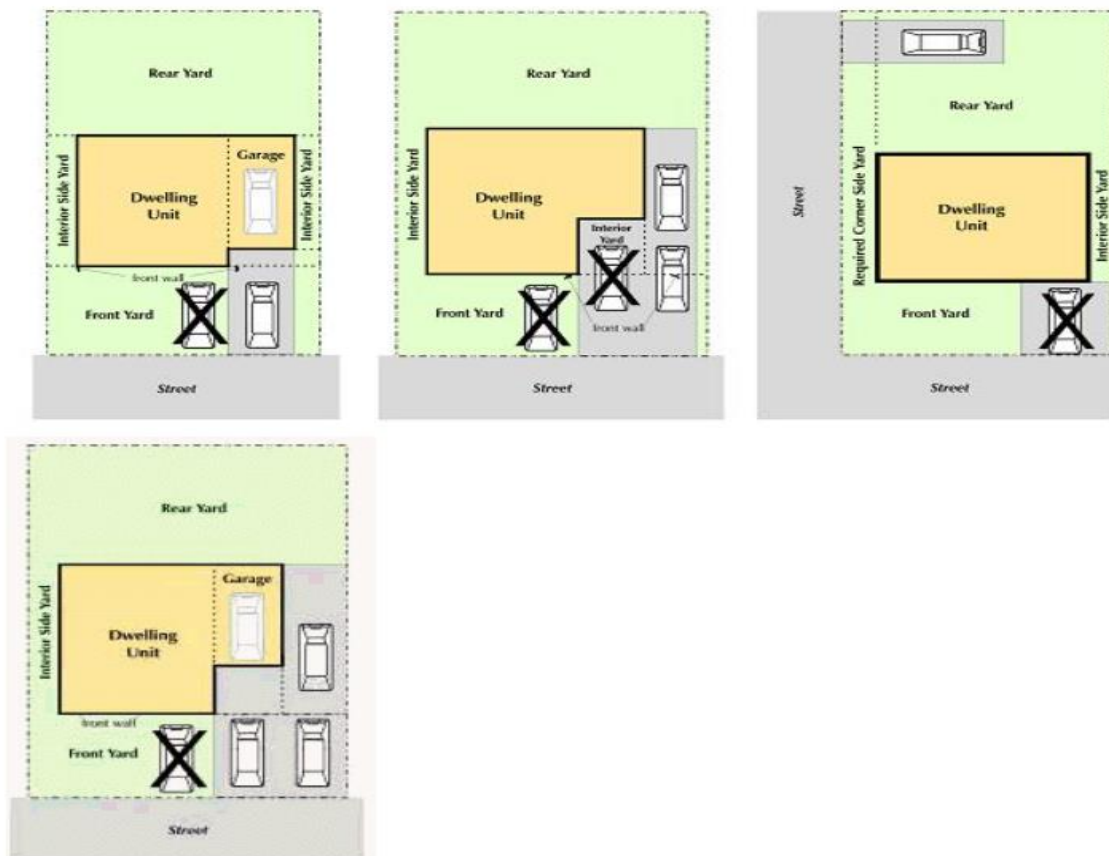 Rear Yard
Interior Side Yard
Garage
Dwelling
Unit
Interior Side Yard
front wall
Front Yard
Street
Rear Yard
Interior Side Yard
Dwelling
Unit
Interior
Yard
Front Yard
front wall
Street
Street
Rear Yard
Required Corner Side Yard
Dwelling
Unit
Interior Side Yard
Front Yard
Street
Rear Yard
Interior Side Yard
Garage
Dwelling
Unit
front wall
Front Yard
Street